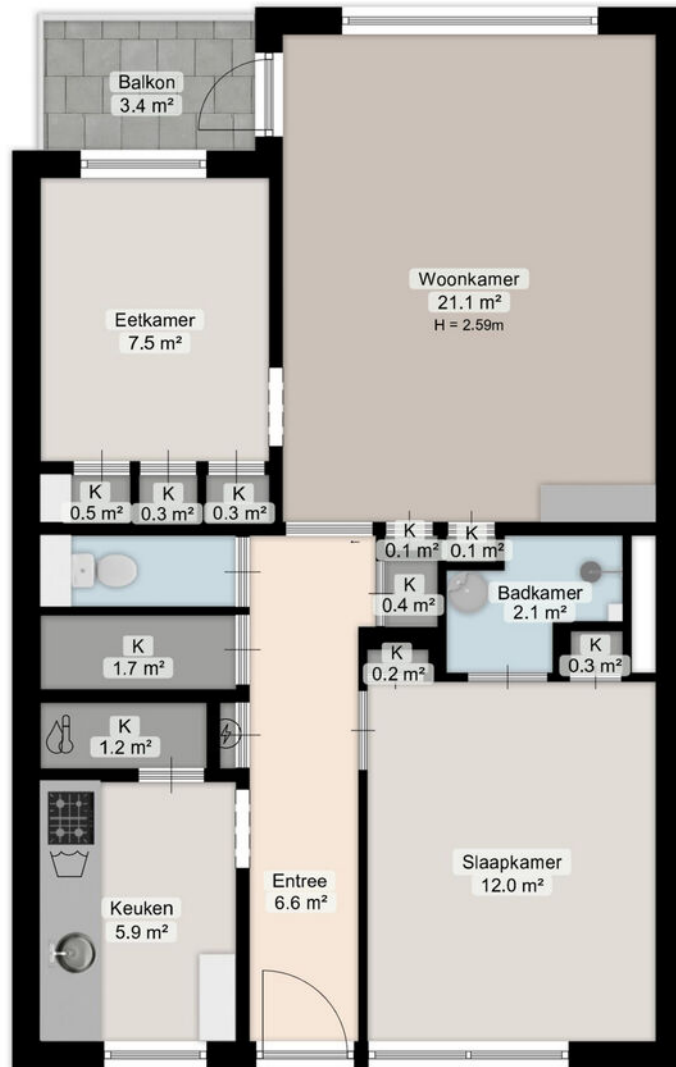 Balkon
3.4 m²
Woonkamer
21.1 m²
H = 2.59m
Eetkamer
7.5 m²
K
0.5 m²
K
0.3 m²
K
0.3 m²
K
0.1 m²
K
0.1 m²
K
0.4 m²
Badkamer
2.1 m²
K
1.7 m²
K
0.2 m²
K
0.3 m²
K
1.2 m²
Slaapkamer
12.0 m²
Entree
6.6 m²
Keuken
5.9 m²